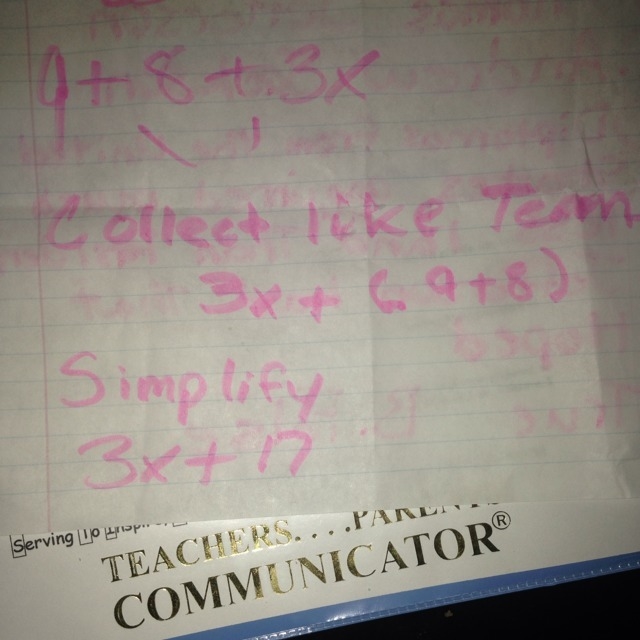 9+8+3x
Collect like Term
3x+(9+8)
Simplify
3x+17
Serving To Inspire
TEACHERS....PARENTS
COMMUNICATOR®